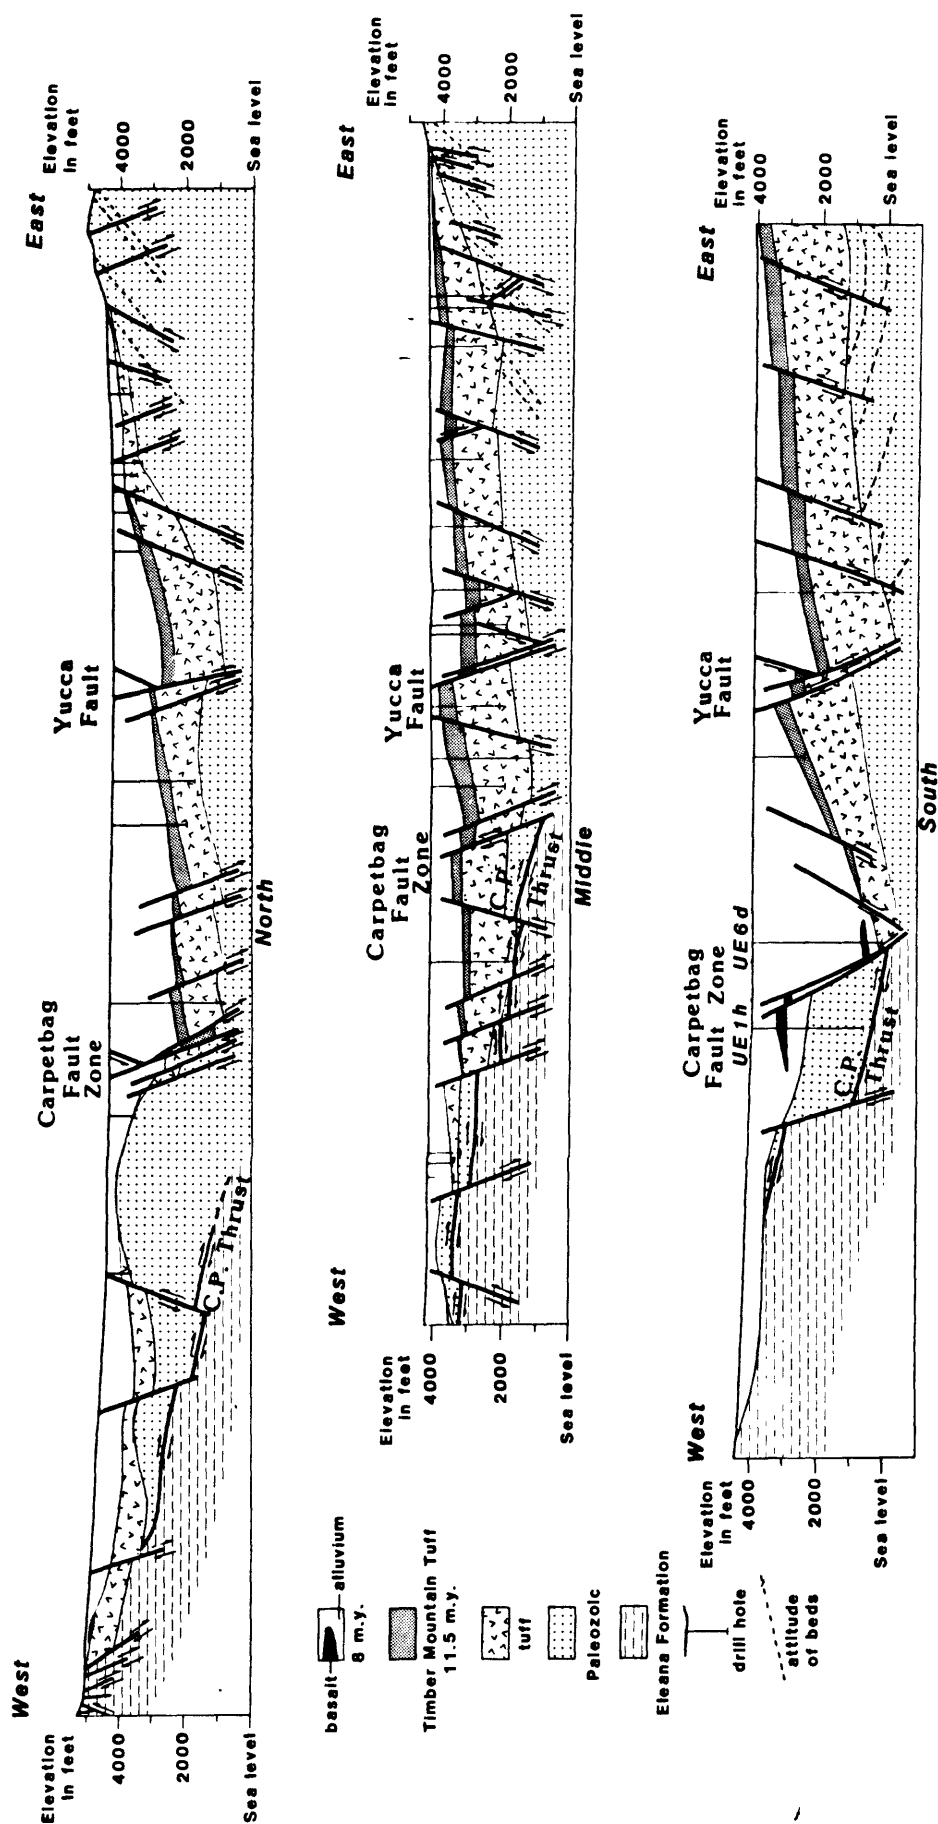 West
East
Elevation
in feet
4000
2000
Sea level
Elevation
in feet
4000
2000
Sea level
Carpetbag
Fault
Zone
Yucca
Fault
C.P. Thrust
North
West
East
Elevation
in feet
4000
2000
Sea level
Elevation
in feet
4000
2000
Sea level
Carpetbag
Fault
Zone
Yucca
Fault
C.P.
Thrust
Middle
West
East
Elevation
in feet
4000
2000
Sea level
Elevation
in feet
4000
2000
Sea level
Carpetbag
Fault Zone
UE1h UE6d
Yucca
Fault
C.P.
Thrust
South
basalt
alluvium
8 m.y.
Timber Mountain Tuff
11.5 m.y.
tuff
Paleozoic
Eleana Formation
drill hole
attitude
of beds